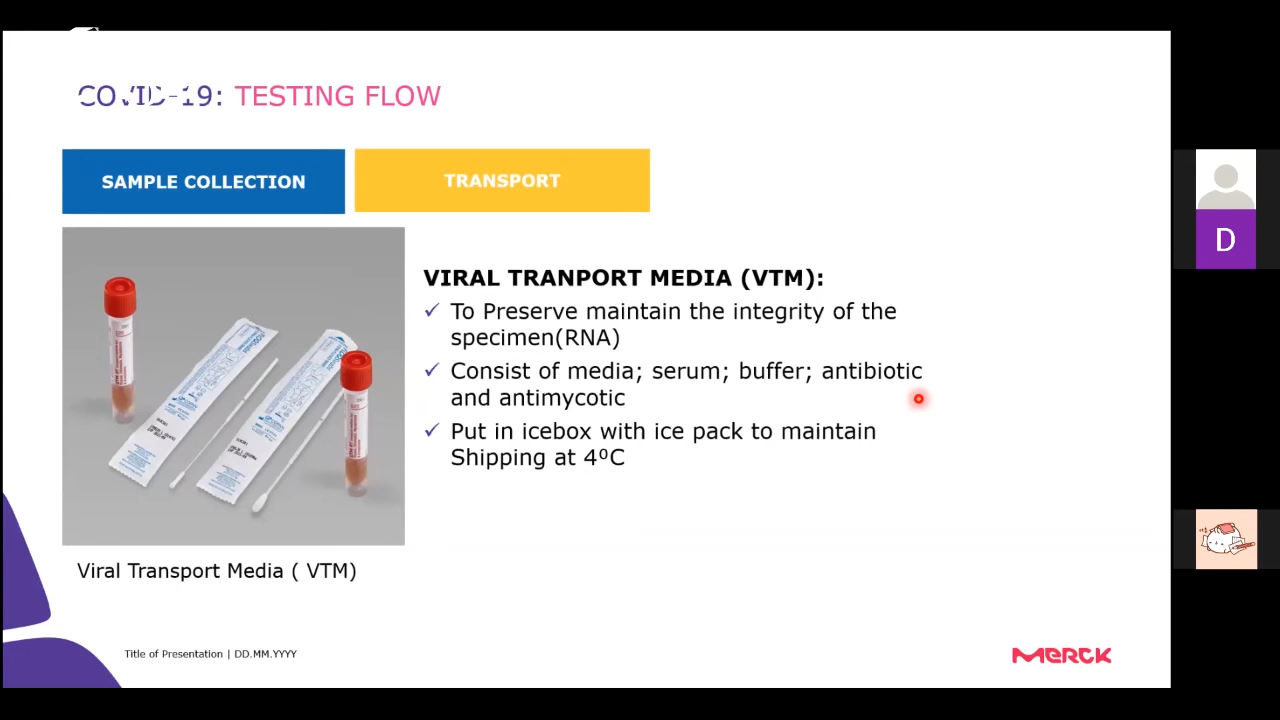 COVID-19: TESTING FLOW
SAMPLE COLLECTION
TRANSPORT
VIRAL TRANPORT MEDIA (VTM):
✓ To Preserve maintain the integrity of the
specimen(RNA)
✓ Consist of media; serum; buffer; antibiotic
and antimycotic
✓ Put in icebox with ice pack to maintain
Shipping at 4⁰C
Viral Transport Media ( VTM)
Title of Presentation | DD.MM.YYYY
MERCK
D